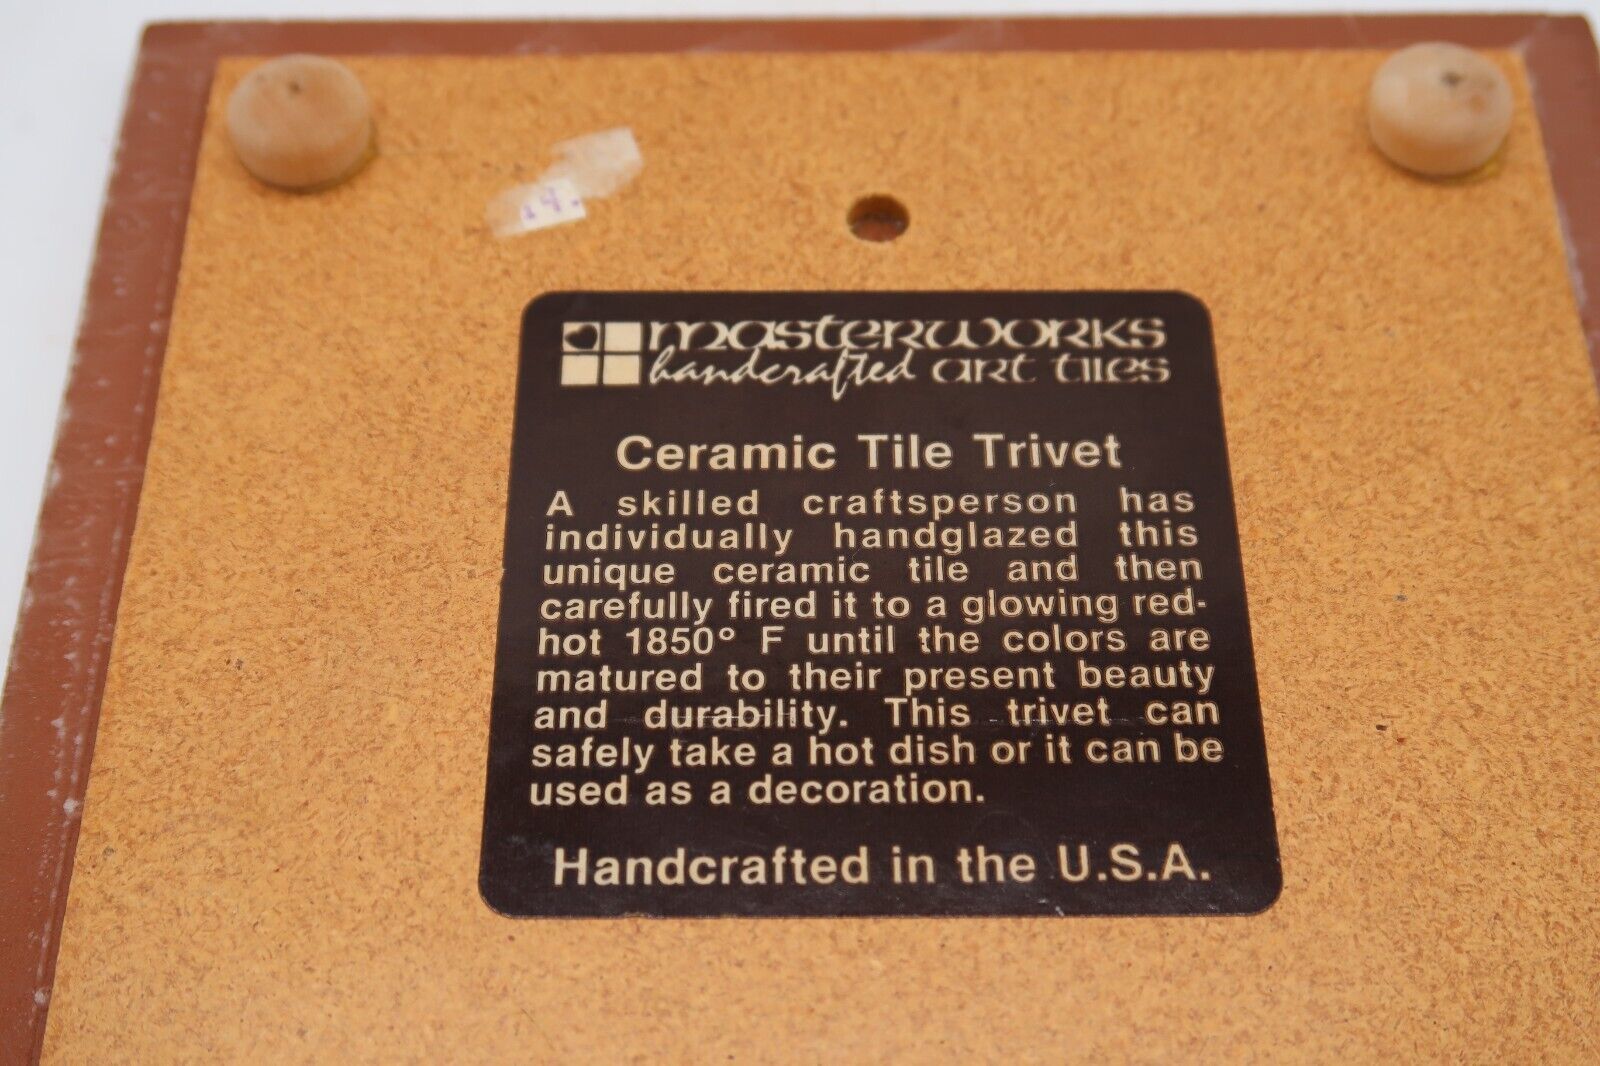 .4.
masterworks
handcrafted art tiles
Ceramic Tile Trivet
A skilled craftsperson has
individually handglazed this
unique ceramic tile and then
carefully fired it to a glowing red-
hot 1850° F until the colors are
matured to their present beauty
and durability. This trivet can
safely take a hot dish or it can be
used as a decoration.
Handcrafted in the U.S.A.